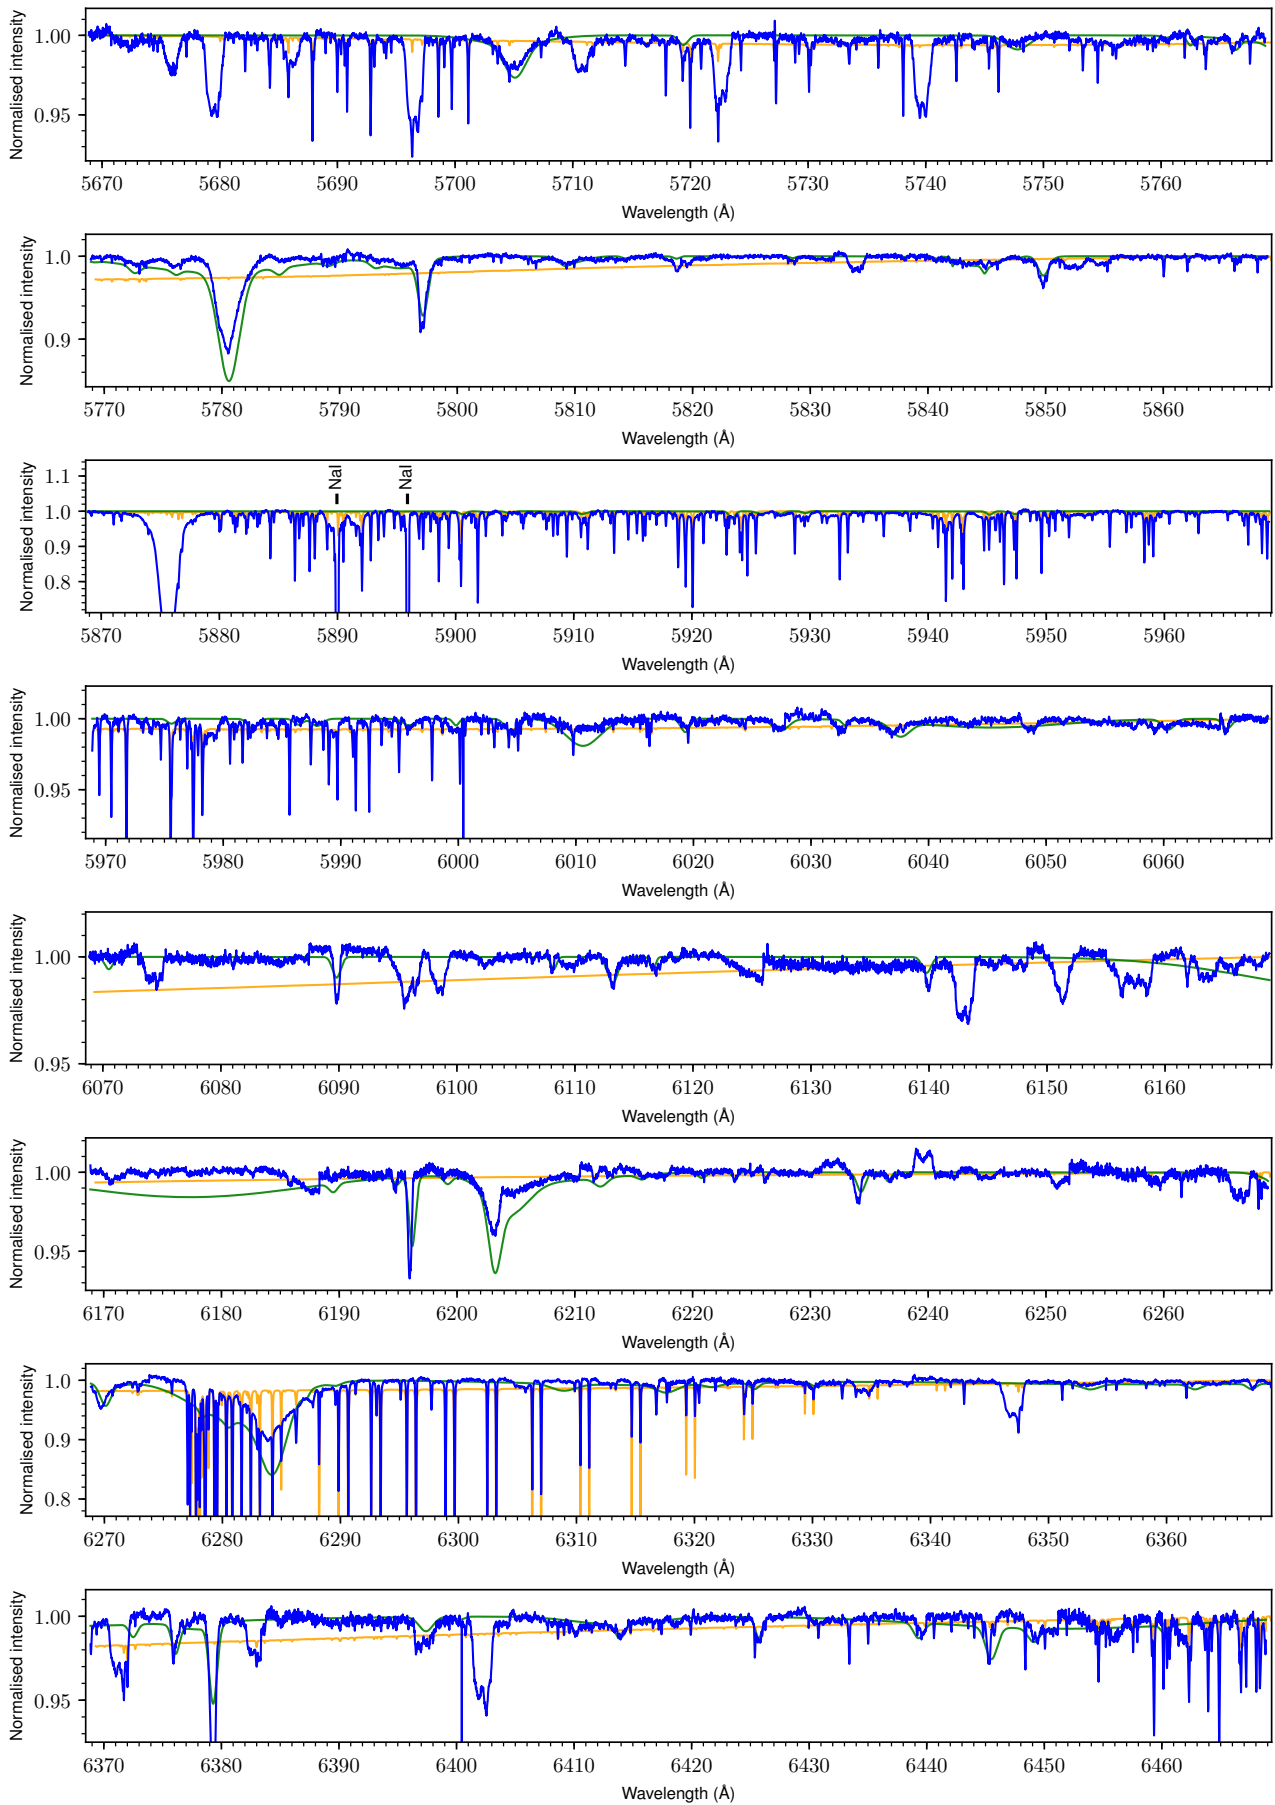 Normalised intensity
1.00
0.95
5670 5680 5690 5700 5710 5720 5730 5740 5750 5760
Wavelength (Å)
Normalised intensity
1.0
0.9
5770 5780 5790 5800 5810 5820 5830 5840 5850 5860
Wavelength (Å)
Normalised intensity
NaI NaI
1.1
1.0
0.9
0.8
5870 5880 5890 5900 5910 5920 5930 5940 5950 5960
Wavelength (Å)
Normalised intensity
1.00
0.95
5970 5980 5990 6000 6010 6020 6030 6040 6050 6060
Wavelength (Å)
Normalised intensity
1.00
0.95
6070 6080 6090 6100 6110 6120 6130 6140 6150 6160
Wavelength (Å)
Normalised intensity
1.00
0.95
6170 6180 6190 6200 6210 6220 6230 6240 6250 6260
Wavelength (Å)
Normalised intensity
1.0
0.9
0.8
6270 6280 6290 6300 6310 6320 6330 6340 6350 6360
Wavelength (Å)
Normalised intensity
1.00
0.95
6370 6380 6390 6400 6410 6420 6430 6440 6450 6460
Wavelength (Å)